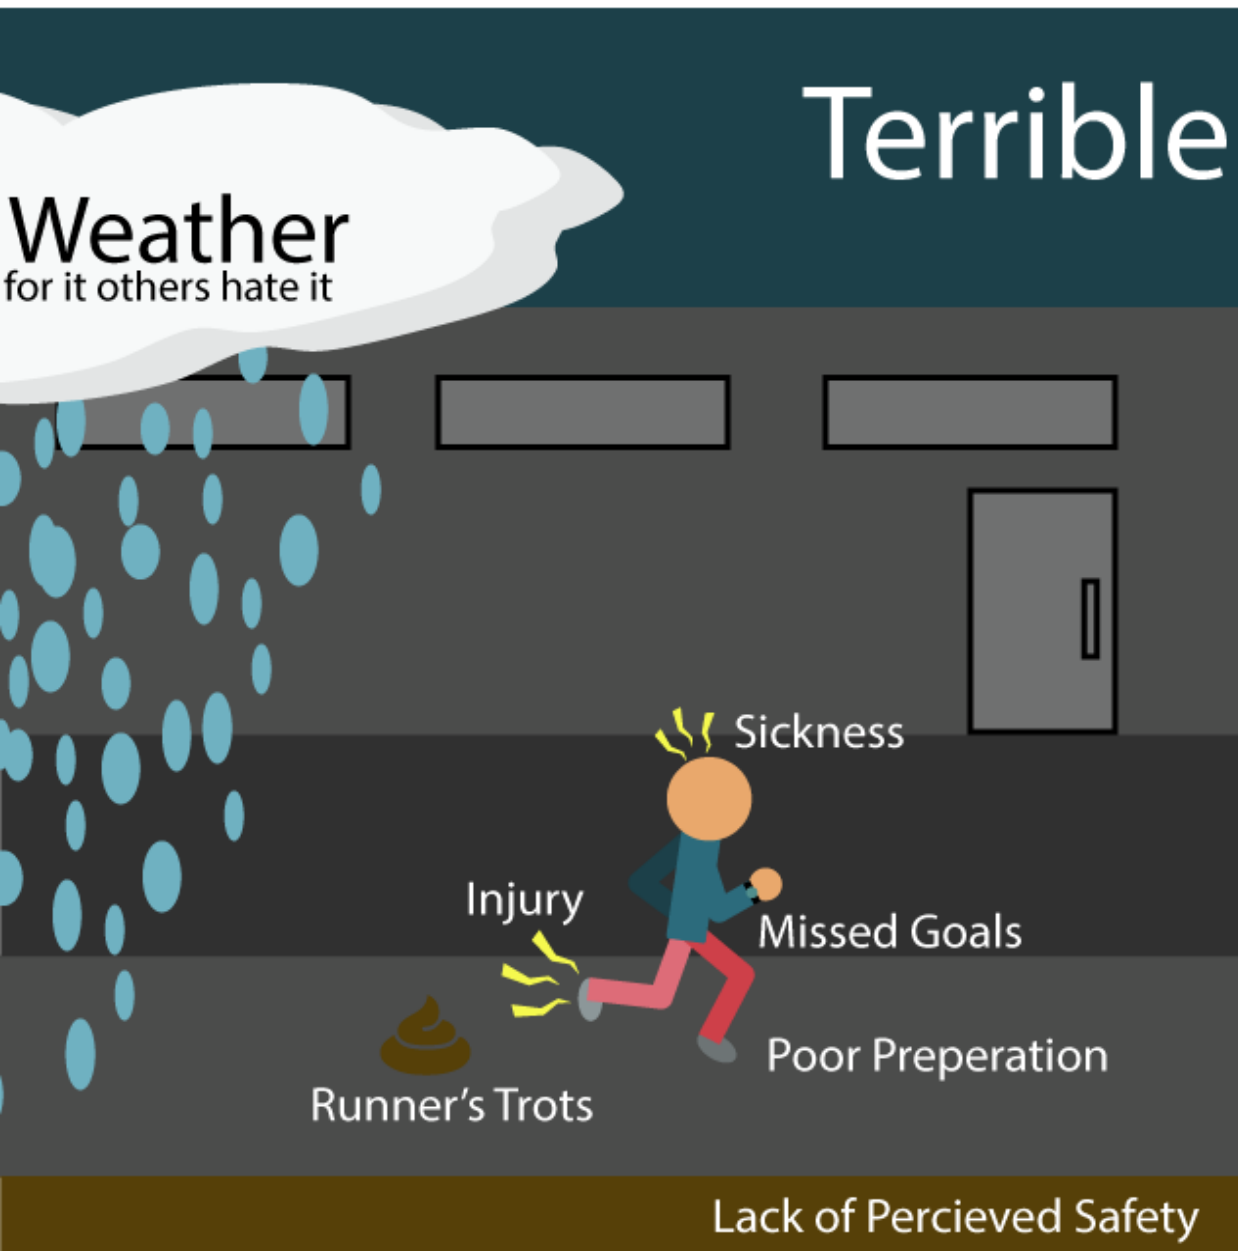 Terrible
Weather
for it others hate it
Sickness
Injury
Missed Goals
Poor Preperation
Runner's Trots
Lack of Percieved Safety